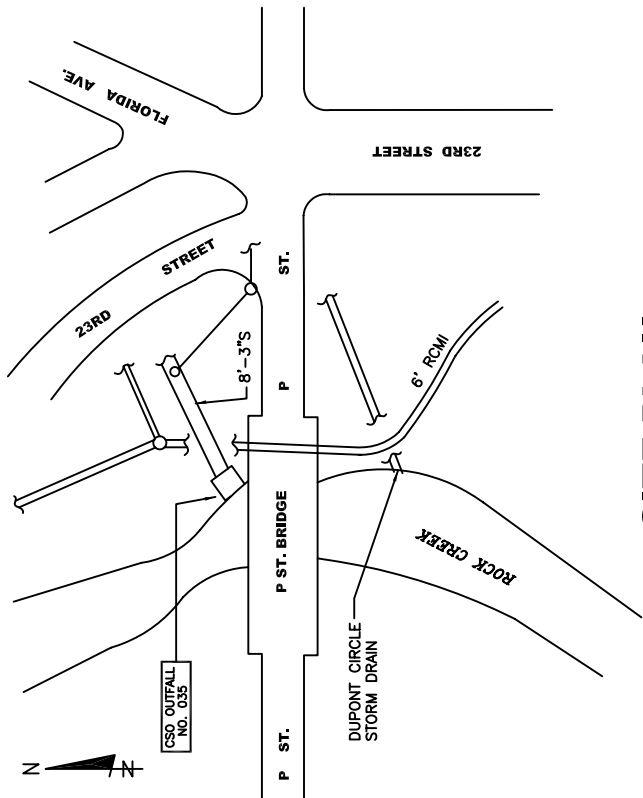 FLORIDA AVE.
23RD STREET
23RD
STREET
P
ST.
8'-3"S
6' RCMI
P ST. BRIDGE
ROCK CREEK
CSO OUTFALL
NO. 035
DUPONT CIRCLE
STORM DRAIN
P
ST.
N
N